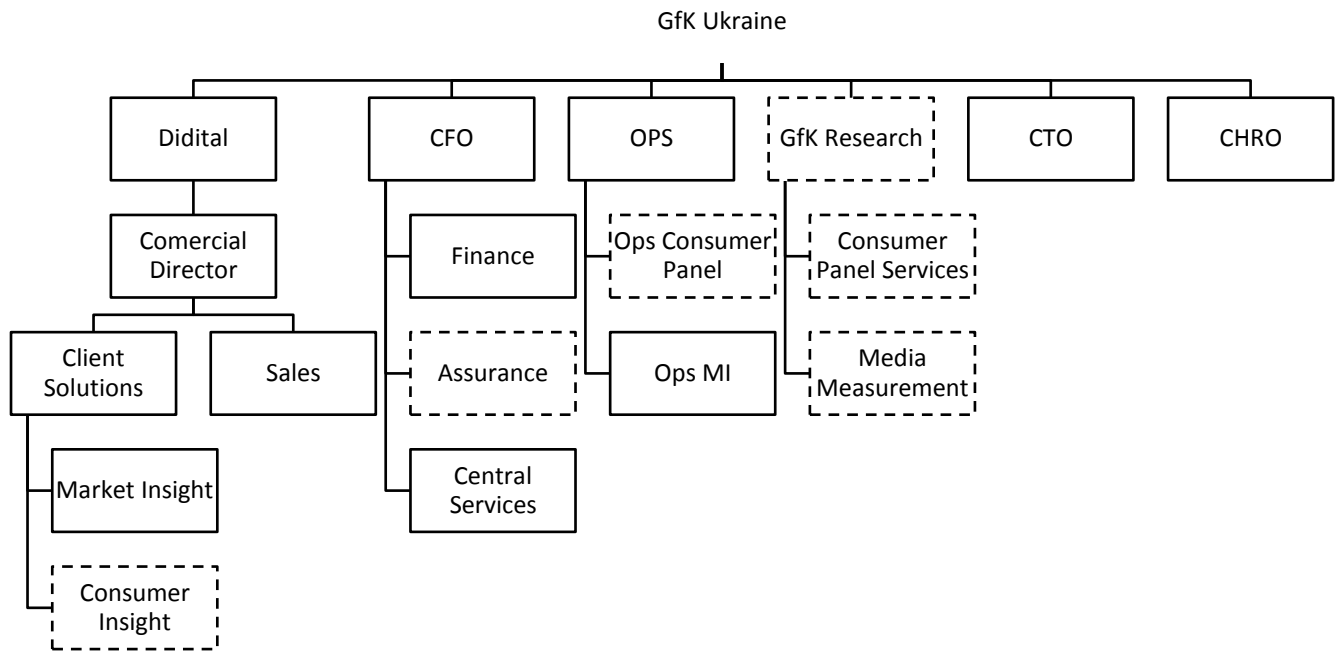 GfK Ukraine
Didital
CFO
OPS
GfK Research
CTO
CHRO
Comercial
Director
Finance
Ops Consumer
Panel
Consumer
Panel Services
Client
Solutions
Sales
Assurance
Ops MI
Media
Measurement
Market Insight
Central
Services
Consumer
Insight